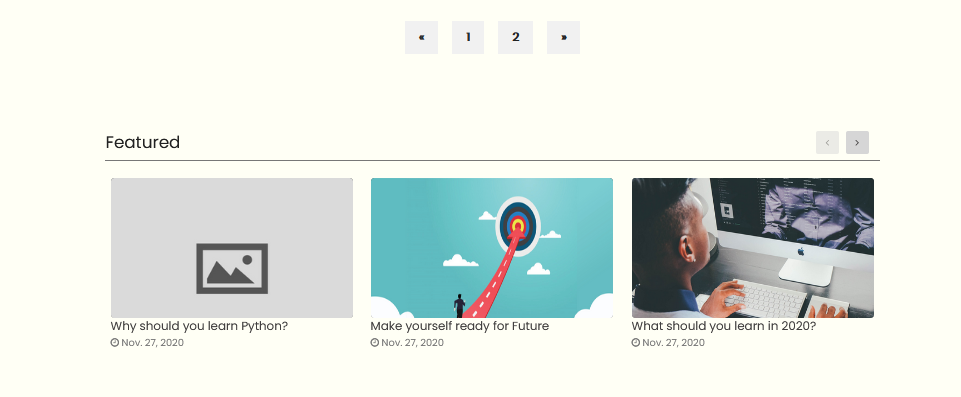 « 1 2 »
Featured
‹ ›
Why should you learn Python?
Nov. 27, 2020
Make yourself ready for Future
Nov. 27, 2020
What should you learn in 2020?
Nov. 27, 2020